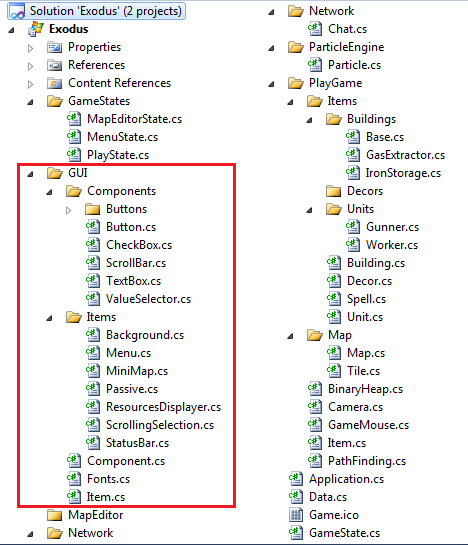 Solution 'Exodus' (2 projects)
Exodus
Properties
References
Content References
GameStates
MapEditorState.cs
MenuState.cs
PlayState.cs
GUI
Components
Buttons
Button.cs
CheckBox.cs
ScrollBar.cs
TextBox.cs
ValueSelector.cs
Items
Background.cs
Menu.cs
MiniMap.cs
Passive.cs
ResourcesDisplayer.cs
ScrollingSelection.cs
StatusBar.cs
Component.cs
Fonts.cs
Item.cs
MapEditor
Network
Network
Chat.cs
ParticleEngine
Particle.cs
PlayGame
Items
Buildings
Base.cs
GasExtractor.cs
IronStorage.cs
Decors
Units
Gunner.cs
Worker.cs
Building.cs
Decor.cs
Spell.cs
Unit.cs
Map
Map.cs
Tile.cs
BinaryHeap.cs
Camera.cs
GameMouse.cs
Item.cs
PathFinding.cs
Application.cs
Data.cs
Game.ico
GameState.cs